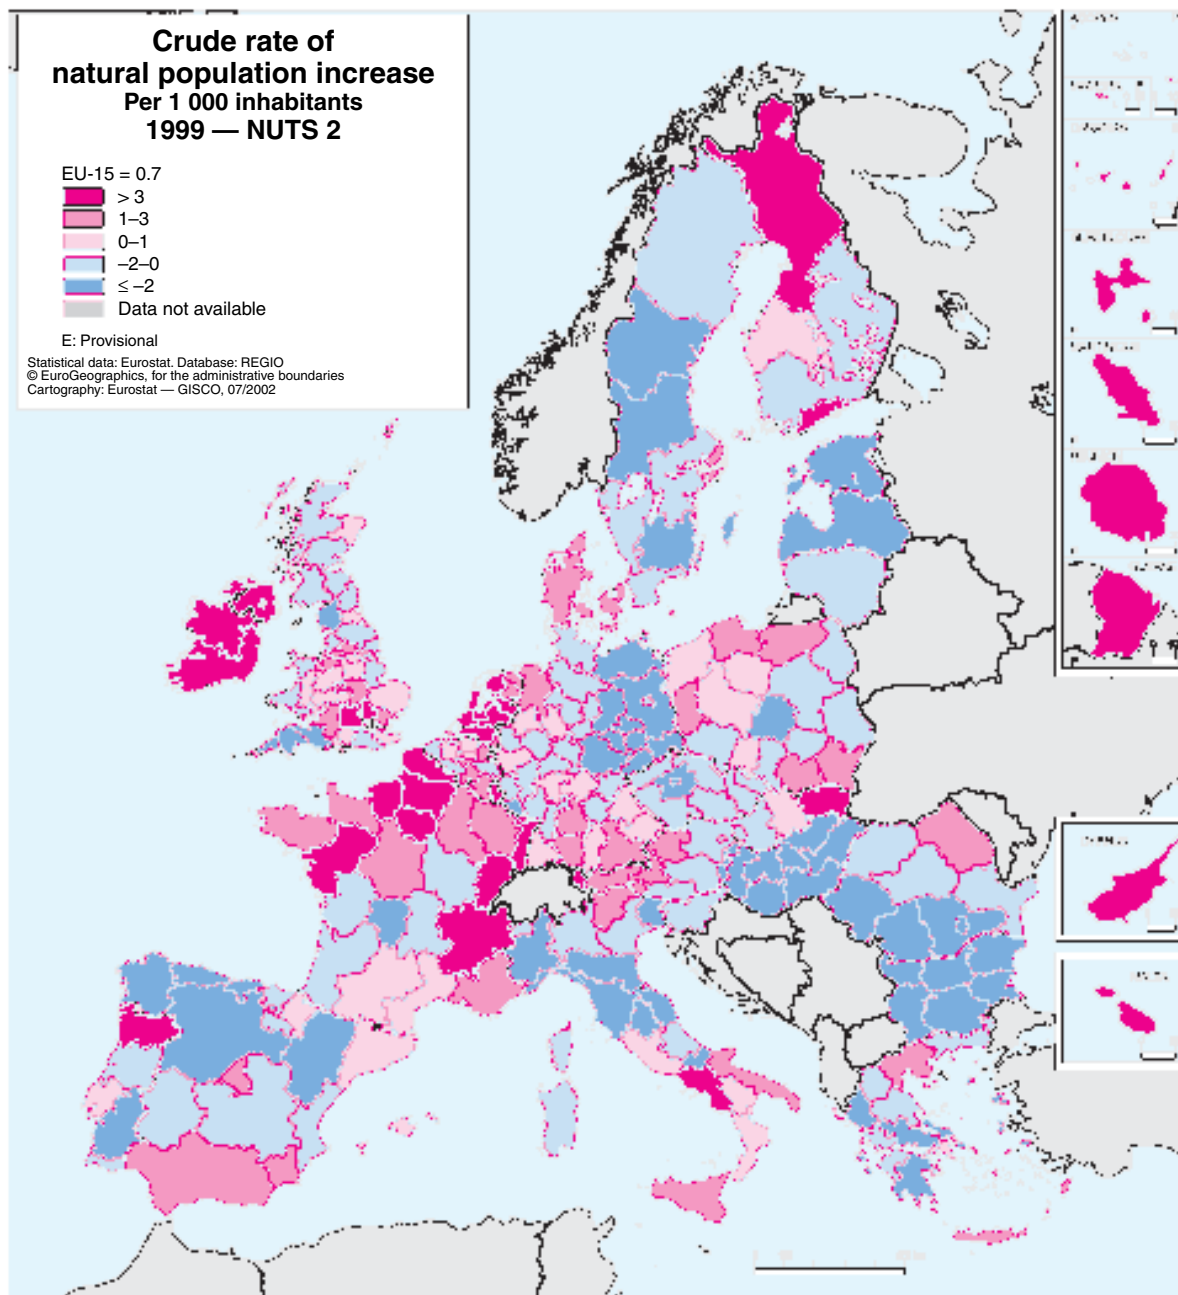 Crude rate of
natural population increase
Per 1 000 inhabitants
1999 — NUTS 2
EU-15 = 0.7
> 3
1–3
0–1
–2–0
≤ –2
Data not available
E: Provisional
Statistical data: Eurostat. Database: REGIO
© EuroGeographics, for the administrative boundaries
Cartography: Eurostat — GISCO, 07/2002